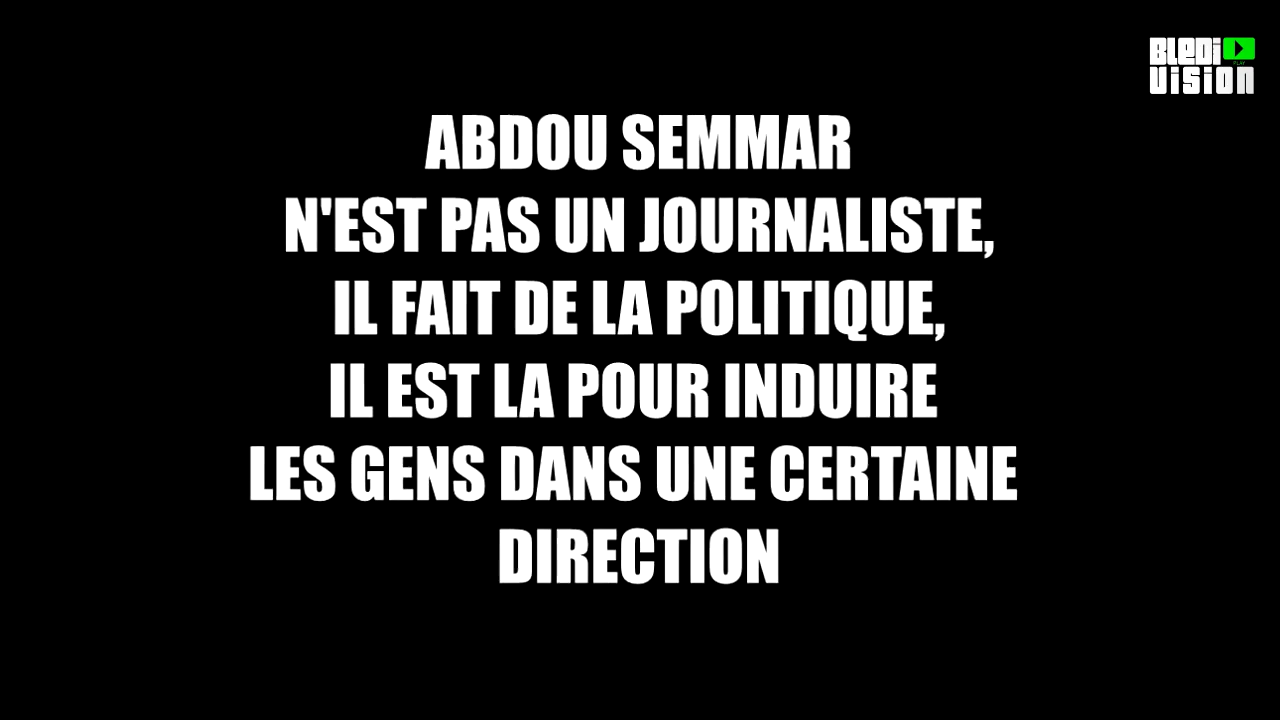 BLEDI
PLAY
VISION
ABDOU SEMMAR
N'EST PAS UN JOURNALISTE,
IL FAIT DE LA POLITIQUE,
IL EST LA POUR INDUIRE
LES GENS DANS UNE CERTAINE
DIRECTION